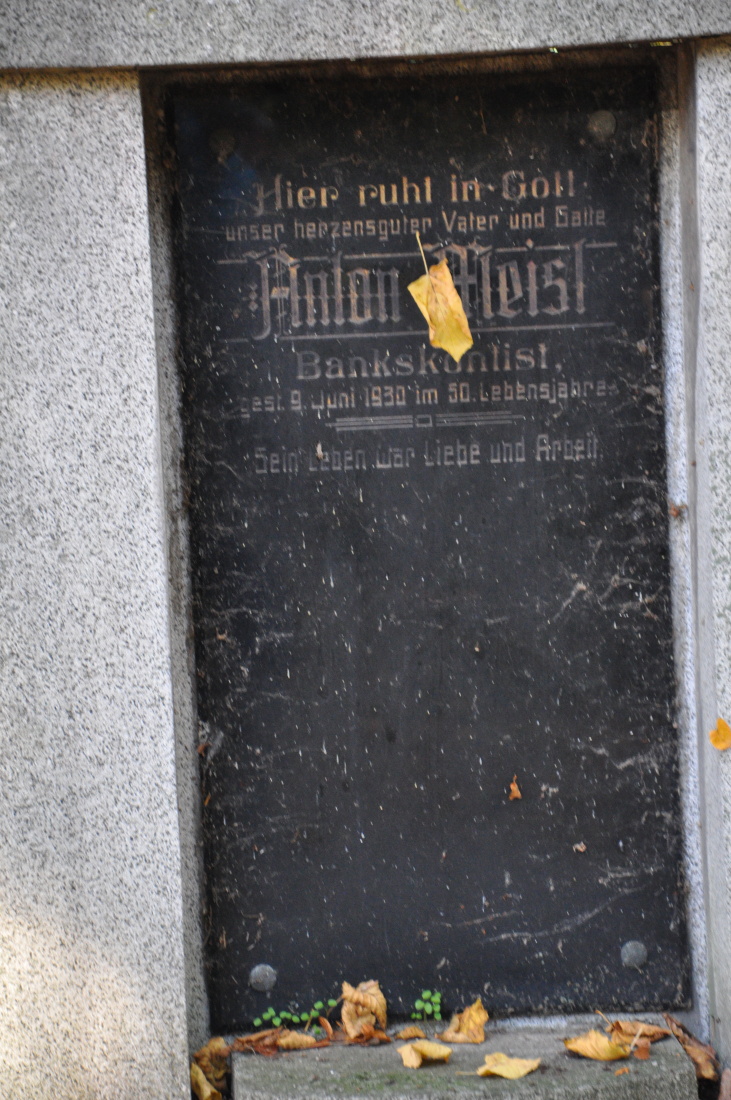 Hier ruht in Gott
unser herzensguter Vater und Gatte
Anton Meisl
Bankskontist,
gest. 9. Juni 1930 im 50. Lebensjahre.
Sein Leben war Liebe und Arbeit.